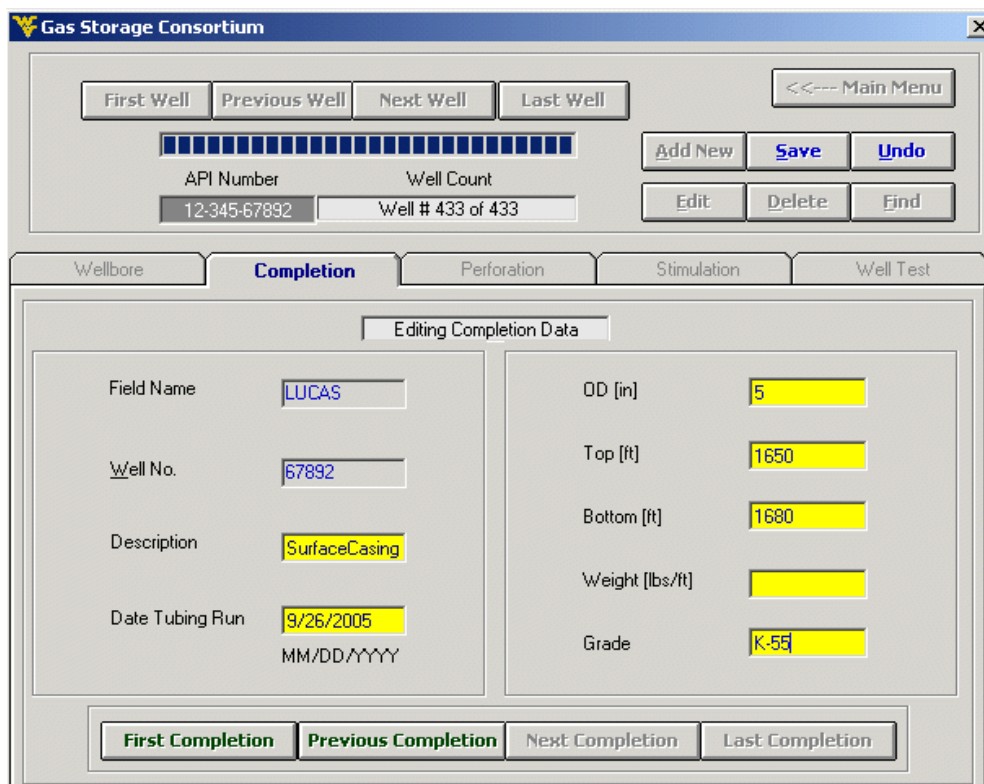 Gas Storage Consortium
First Well Previous Well Next Well Last Well
<<--- Main Menu
API Number Well Count
12-345-67892 Well # 433 of 433
Add New Save Undo
Edit Delete Find
Wellbore Completion Perforation Stimulation Well Test
Editing Completion Data
Field Name LUCAS
Well No. 67892
Description SurfaceCasing
Date Tubing Run 9/26/2005
MM/DD/YYYY
OD [in] 5
Top [ft] 1650
Bottom [ft] 1680
Weight [lbs/ft]
Grade K-55
First Completion Previous Completion Next Completion Last Completion